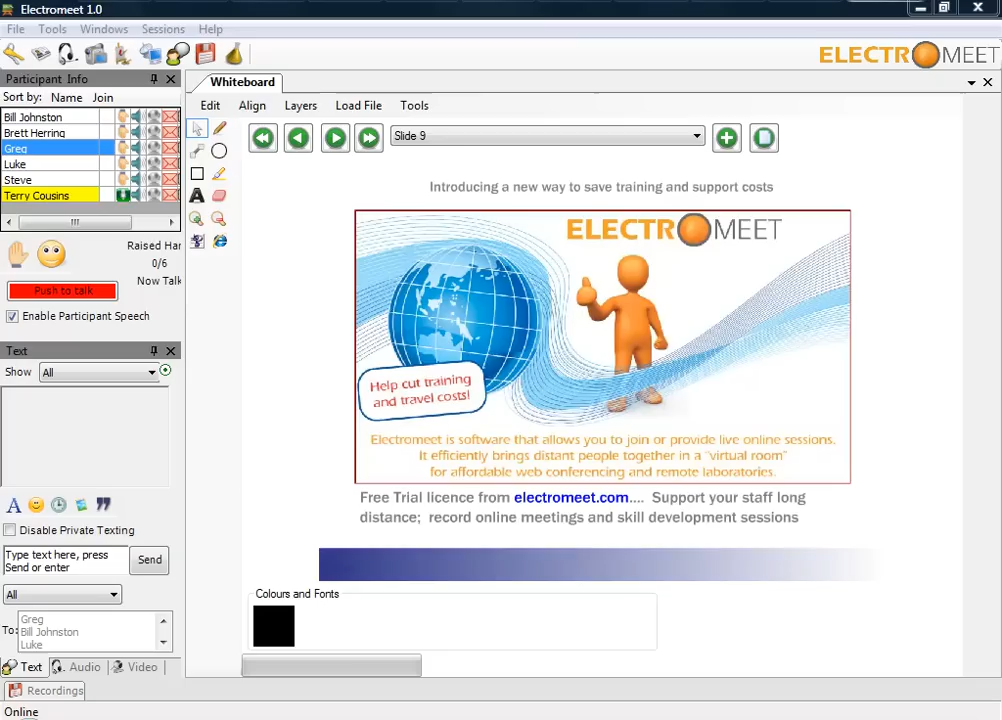 Electromeet 1.0
File Tools Windows Sessions Help
ELECTROMEET
Participant Info
Sort by: Name Join
Bill Johnston
Brett Herring
Greg
Luke
Steve
Terry Cousins
Raised Har
0/6
Now Talk
Push to talk
Enable Participant Speech
Text
Show All
Disable Private Texting
Type text here, press
Send or enter
Send
All
To: Greg
Bill Johnston
Luke
Text Audio Video
Recordings
Online
Whiteboard
Edit Align Layers Load File Tools
Slide 9
Introducing a new way to save training and support costs
ELECTROMEET
Help cut training
and travel costs!
Electromeet is software that allows you to join or provide live online sessions.
It efficiently brings distant people together in a "virtual room"
for affordable web conferencing and remote laboratories.
Free Trial licence from electromeet.com.... Support your staff long
distance; record online meetings and skill development sessions
Colours and Fonts